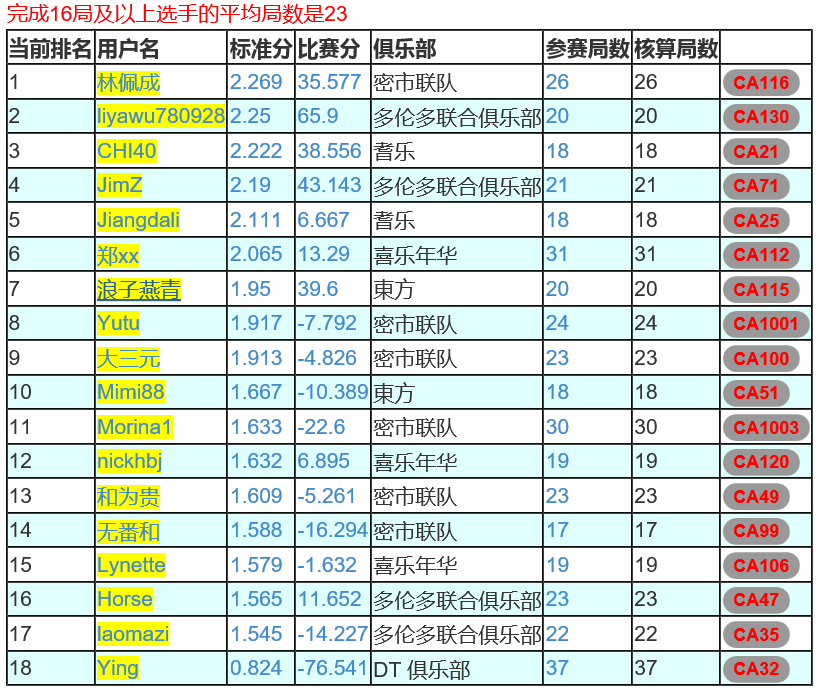 完成16局及以上选手的平均局数是23
当前排名 用户名 标准分 比赛分 俱乐部 参赛局数 核算局数
1 林佩成 2.269 35.577 密市联队 26 26 CA116
2 liyawu780928 2.25 65.9 多伦多联合俱乐部 20 20 CA130
3 CHI40 2.222 38.556 耆乐 18 18 CA21
4 JimZ 2.19 43.143 多伦多联合俱乐部 21 21 CA71
5 Jiangdali 2.111 6.667 耆乐 18 18 CA25
6 郑xx 2.065 13.29 喜乐年华 31 31 CA112
7 浪子燕青 1.95 39.6 東方 20 20 CA115
8 Yutu 1.917 -7.792 密市联队 24 24 CA1001
9 大三元 1.913 -4.826 密市联队 23 23 CA100
10 Mimi88 1.667 -10.389 東方 18 18 CA51
11 Morina1 1.633 -22.6 密市联队 30 30 CA1003
12 nickhbj 1.632 6.895 喜乐年华 19 19 CA120
13 和为贵 1.609 -5.261 密市联队 23 23 CA49
14 无番和 1.588 -16.294 密市联队 17 17 CA99
15 Lynette 1.579 -1.632 喜乐年华 19 19 CA106
16 Horse 1.565 11.652 多伦多联合俱乐部 23 23 CA47
17 laomazi 1.545 -14.227 多伦多联合俱乐部 22 22 CA35
18 Ying 0.824 -76.541 DT 俱乐部 37 37 CA32